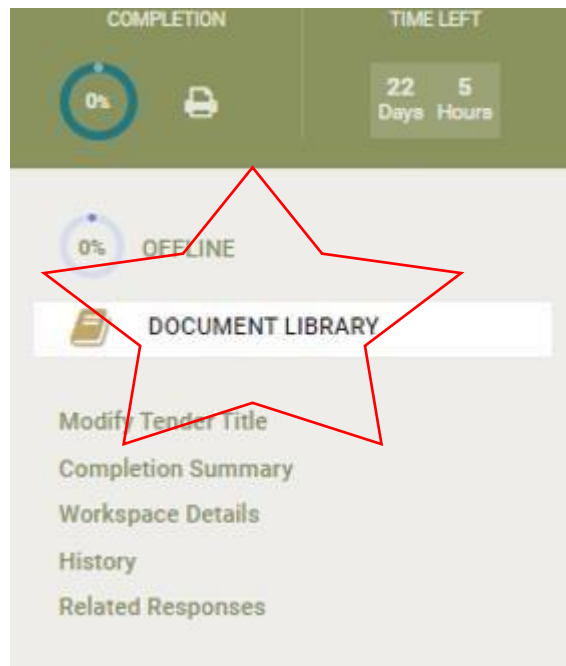 COMPLETION TIME LEFT
0%
22 5
Days Hours
0% OFFLINE
DOCUMENT LIBRARY
Modify Tender Title
Completion Summary
Workspace Details
History
Related Responses